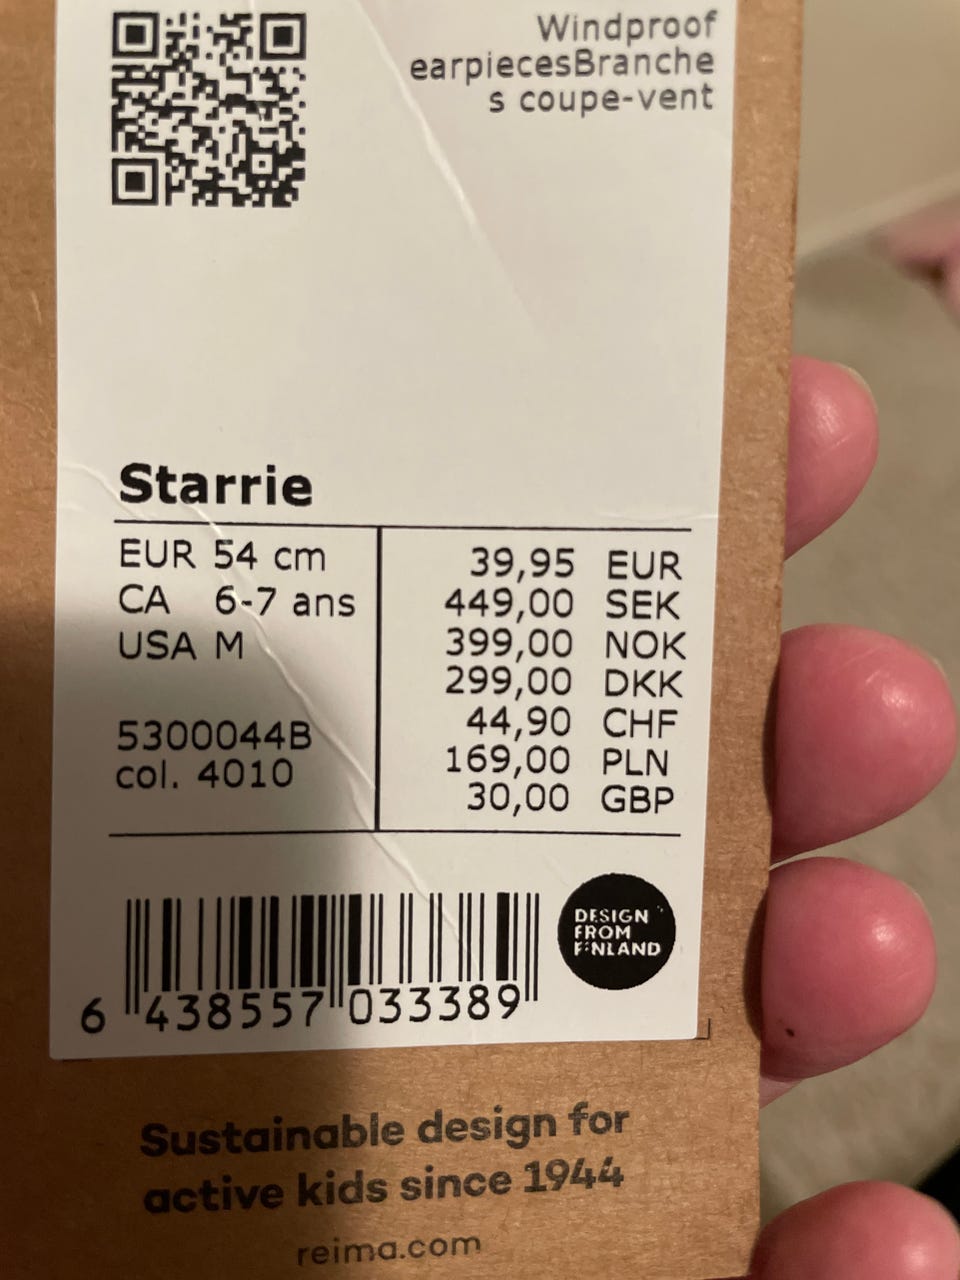 Windproof
earpiecesBranche
s coupe-vent
Starrie
EUR 54 cm
CA 6-7 ans
USA M
5300044B
col. 4010
39,95 EUR
449,00 SEK
399,00 NOK
299,00 DKK
44,90 CHF
169,00 PLN
30,00 GBP
6 438557 033389
DESIGN
FROM
FINLAND
Sustainable design for
active kids since 1944
reima.com